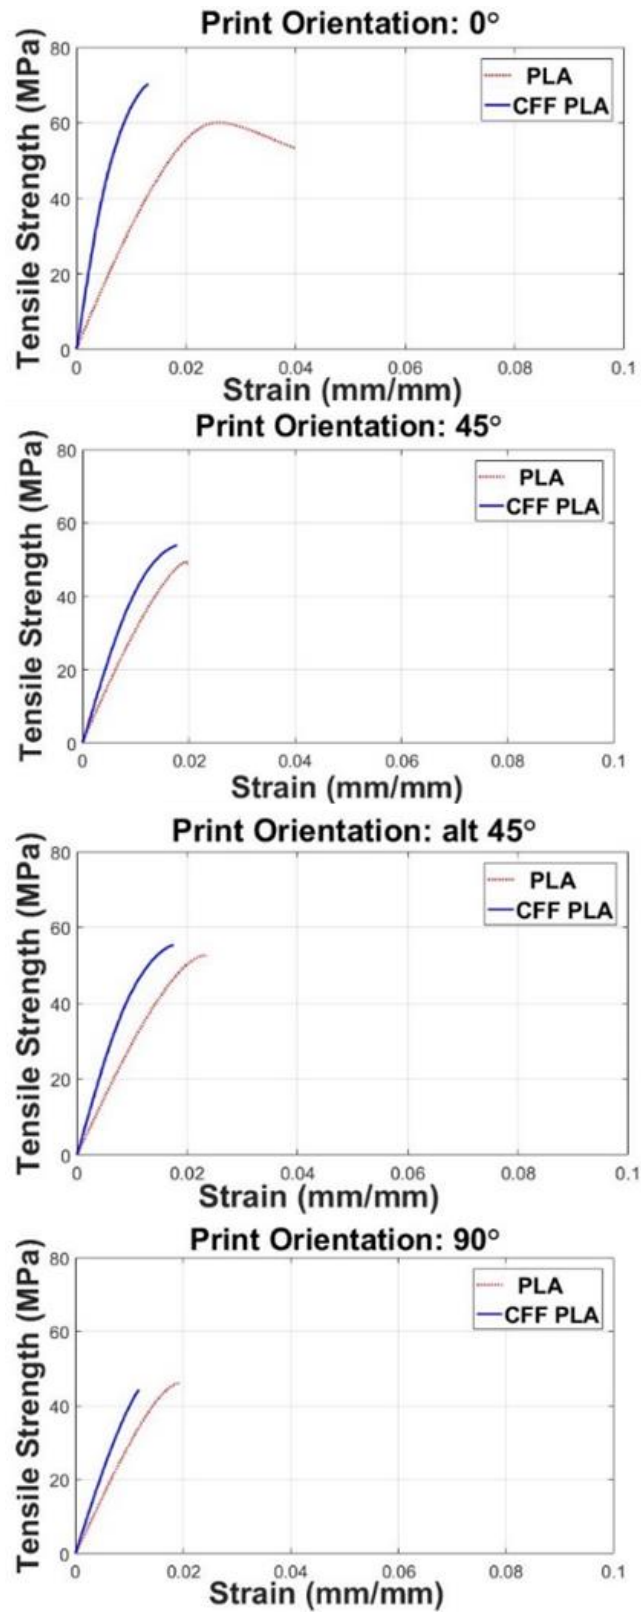 Print Orientation: 0°
Tensile Strength (MPa)
80
60
40
20
0
PLA
CFF PLA
0 0.02 0.04 0.06 0.08 0.1
Strain (mm/mm)
Print Orientation: 45°
Tensile Strength (MPa)
80
60
40
20
0
PLA
CFF PLA
0 0.02 0.04 0.06 0.08 0.1
Strain (mm/mm)
Print Orientation: alt 45°
Tensile Strength (MPa)
80
60
40
20
0
PLA
CFF PLA
0 0.02 0.04 0.06 0.08 0.1
Strain (mm/mm)
Print Orientation: 90°
Tensile Strength (MPa)
80
60
40
20
0
PLA
CFF PLA
0 0.02 0.04 0.06 0.08 0.1
Strain (mm/mm)